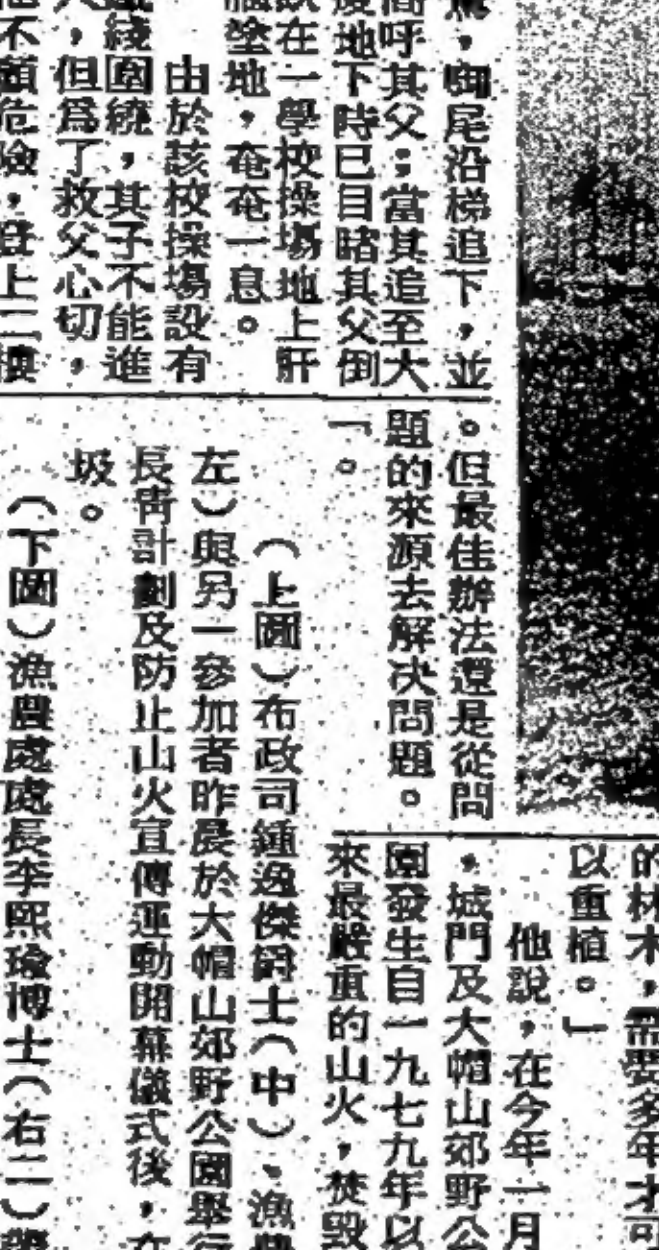 ，啣尾沿梯追下，並
高呼其父；當其追至大
廈地下時已目睹其父倒
臥在一學校操場地上肝
腦塗地，奄奄一息。
由於該校操場設有
鐵綫圍繞，其子不能進
，但爲了救父心切，
他不顧危險，登上二樓
。但最佳辦法還是從問
題的來源去解決問題。
」。
的林木，需要多年才可
以重植。」
他說，在今年一月
，城門及大帽山郊野公
園發生自一九七九年以
來最嚴重的山火，焚毀
（上圖）布政司鍾逸傑爵士（中）、漁農
左）與另一參加者昨晨於大帽山郊野公園舉行
長靑計劃及防止山火宣傳運動開幕儀式後，在
圾。
（下圖）漁農處處長李熙瑜博士（右二）